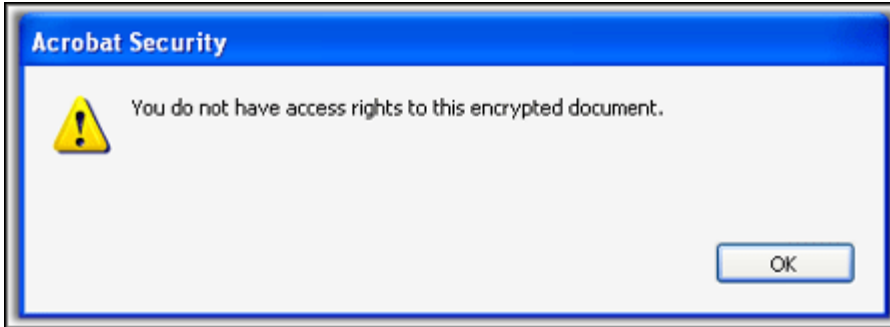 Acrobat Security
You do not have access rights to this encrypted document.
OK